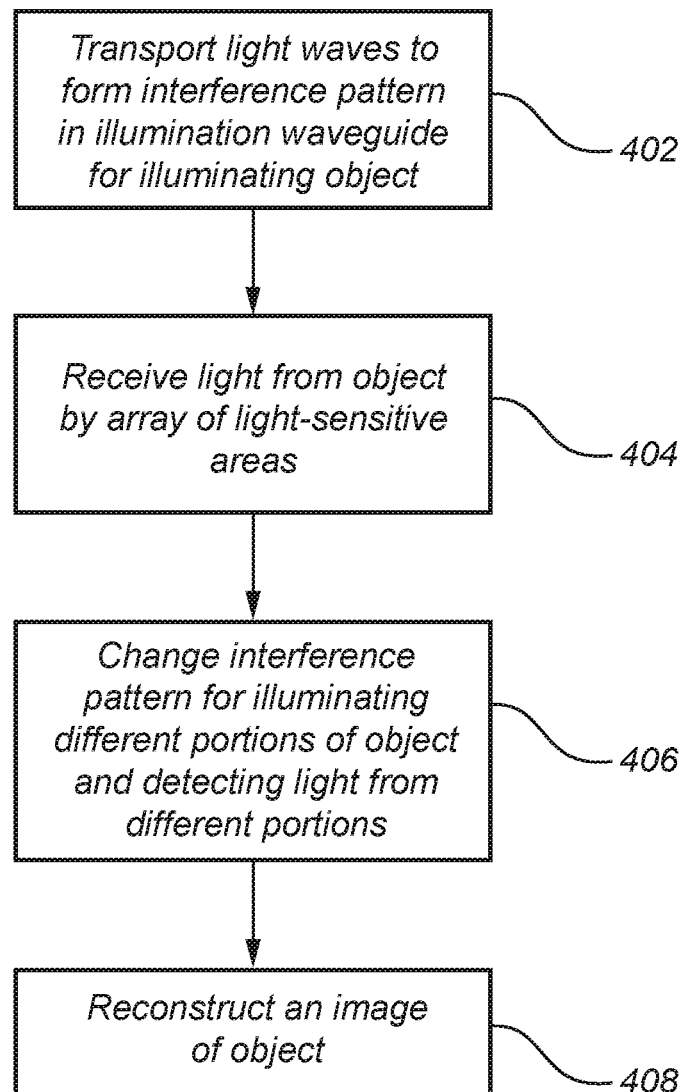 Transport light waves to
form interference pattern
in illumination waveguide
for illuminating object
402
Receive light from object
by array of light-sensitive
areas
404
Change interference
pattern for illuminating
different portions of object
and detecting light from
different portions
406
Reconstruct an image
of object
408